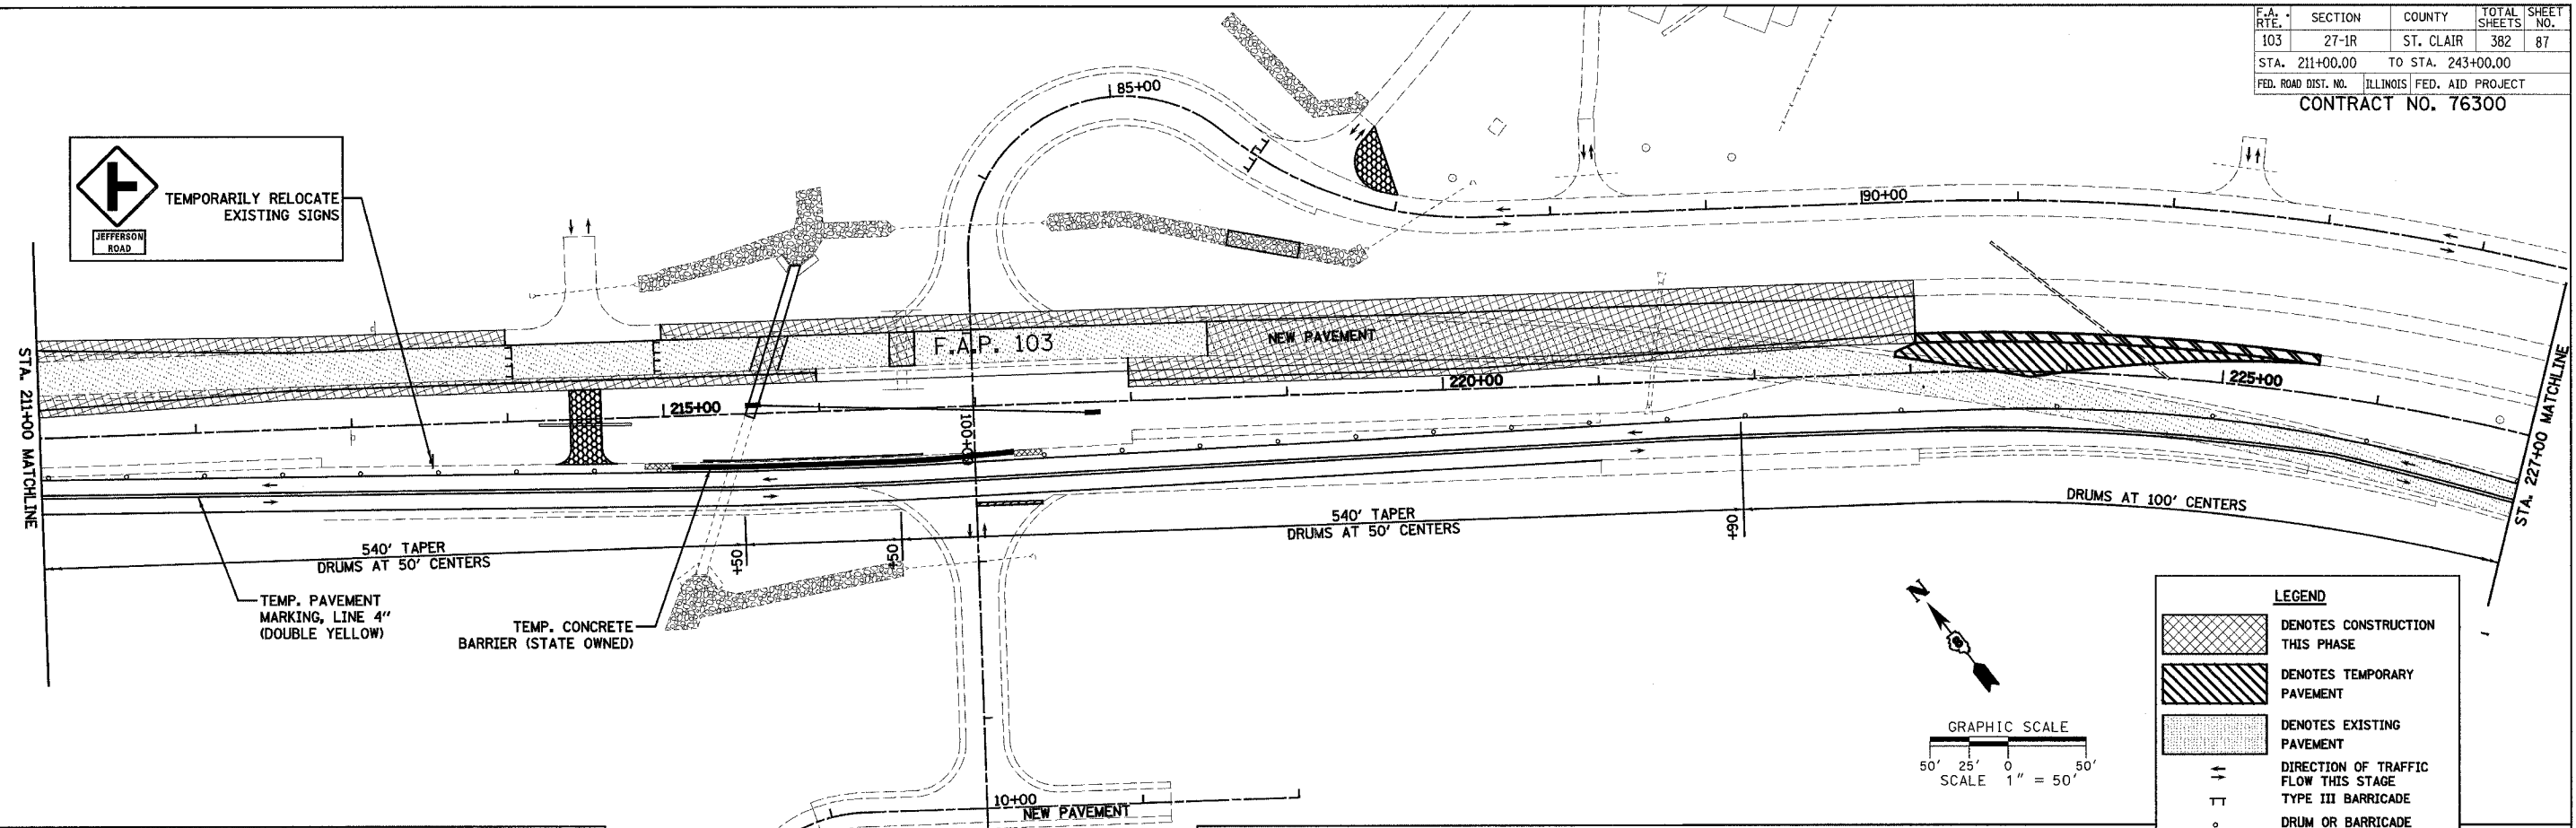 F.A. RTE. SECTION COUNTY TOTAL SHEETS SHEET NO.
103 27-1R ST. CLAIR 382 87
STA. 211+00.00 TO STA. 243+00.00
FED. ROAD DIST. NO. ILLINOIS FED. AID PROJECT
CONTRACT NO. 76300
85+00
JEFFERSON
ROAD
TEMPORARILY RELOCATE
EXISTING SIGNS
90+00
STA. 211+00 MATCHLINE
F.A.P. 103
NEW PAVEMENT
215+00
100+00
220+00
225+00
STA. 227+00 MATCHLINE
540' TAPER
DRUMS AT 50' CENTERS
+50
+50
540' TAPER
DRUMS AT 50' CENTERS
+90
DRUMS AT 100' CENTERS
TEMP. PAVEMENT
MARKING, LINE 4"
(DOUBLE YELLOW)
TEMP. CONCRETE
BARRIER (STATE OWNED)
10+00
NEW PAVEMENT
N
GRAPHIC SCALE
50' 25' 0 50'
SCALE 1" = 50'
LEGEND
DENOTES CONSTRUCTION
THIS PHASE
DENOTES TEMPORARY
PAVEMENT
DENOTES EXISTING
PAVEMENT
DIRECTION OF TRAFFIC
FLOW THIS STAGE
TYPE III BARRICADE
DRUM OR BARRICADE